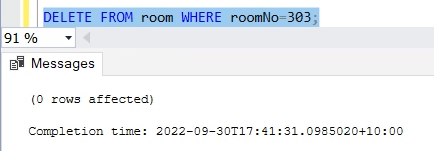 DELETE FROM room WHERE roomNo=303;
91 %
Messages
(0 rows affected)
Completion time: 2022-09-30T17:41:31.0985020+10:00